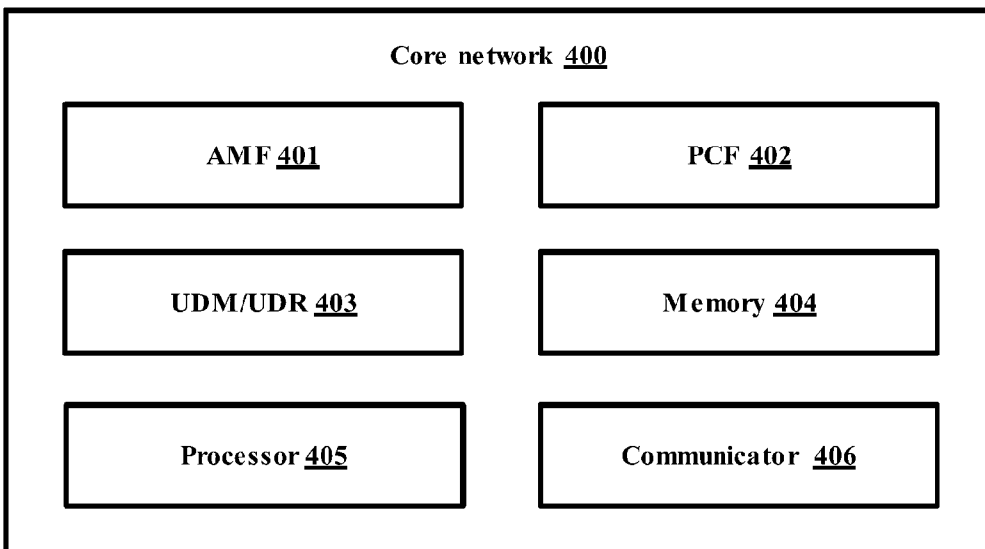 Core network 400
AMF 401
PCF 402
UDM/UDR 403
Memory 404
Processor 405
Communicator 406